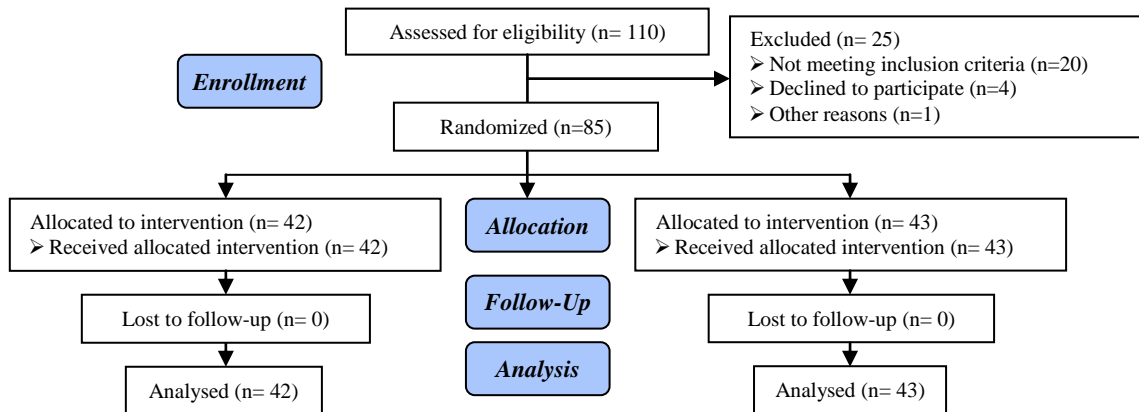 Assessed for eligibility (n= 110)
Excluded (n= 25)
➢ Not meeting inclusion criteria (n=20)
➢ Declined to participate (n=4)
➢ Other reasons (n=1)
Enrollment
Randomized (n=85)
Allocated to intervention (n= 42)
➢ Received allocated intervention (n= 42)
Allocation
Allocated to intervention (n= 43)
➢ Received allocated intervention (n= 43)
Follow-Up
Lost to follow-up (n= 0)
Lost to follow-up (n= 0)
Analysis
Analysed (n= 42)
Analysed (n= 43)